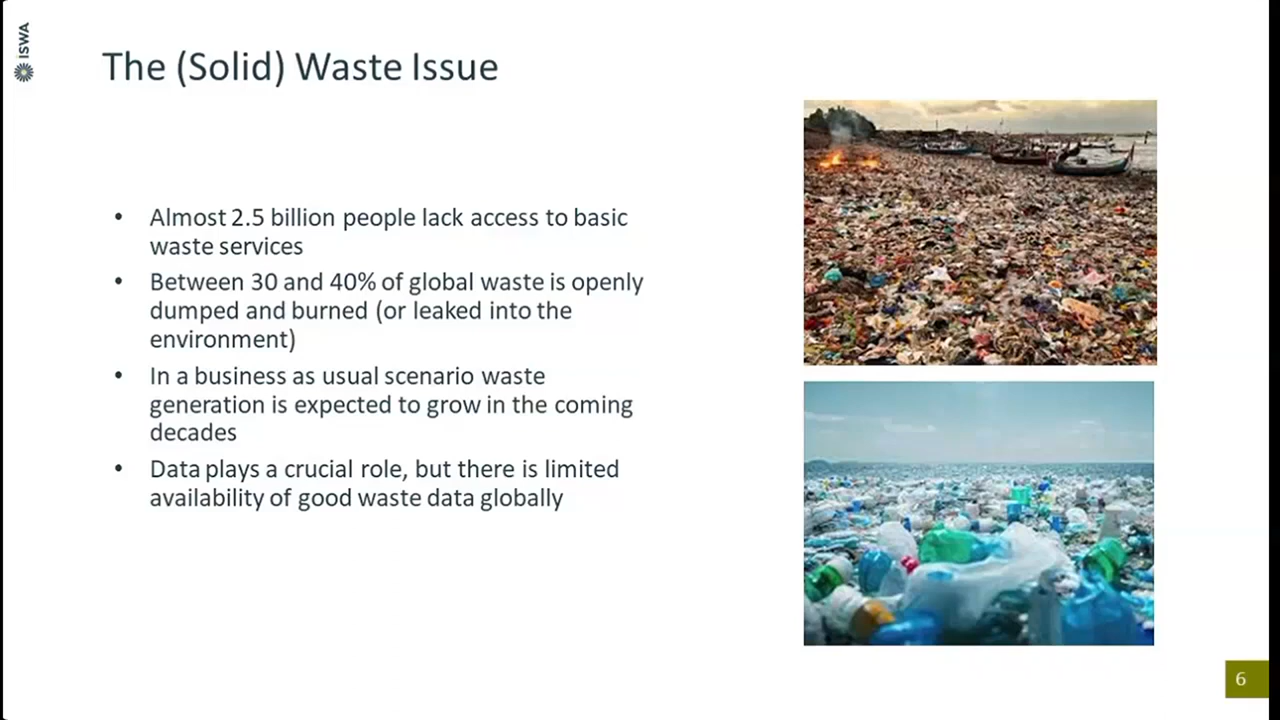 ISWA
The (Solid) Waste Issue
• Almost 2.5 billion people lack access to basic
waste services
• Between 30 and 40% of global waste is openly
dumped and burned (or leaked into the
environment)
• In a business as usual scenario waste
generation is expected to grow in the coming
decades
• Data plays a crucial role, but there is limited
availability of good waste data globally
6